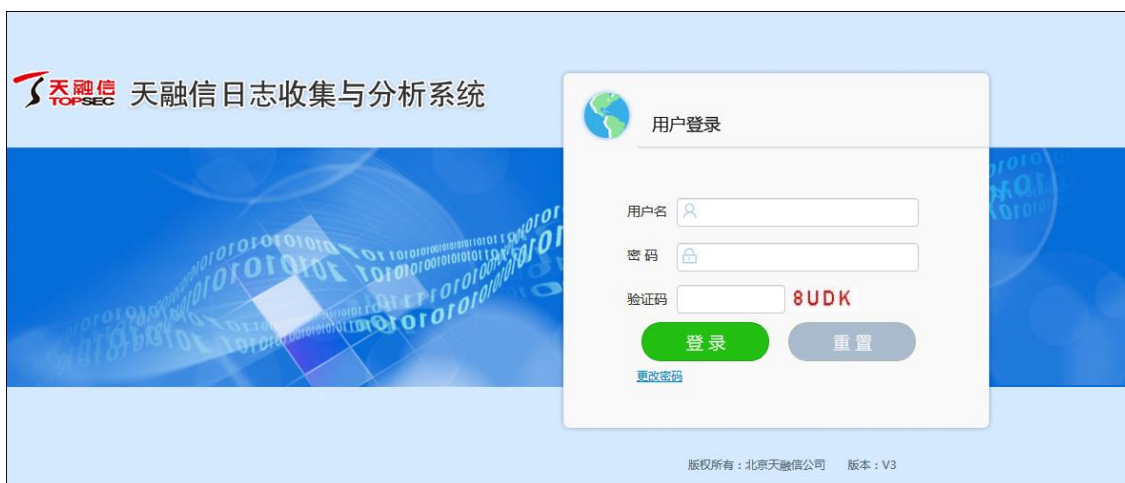 天融信
TOPSEC
天融信日志收集与分析系统
用户登录
用户名
密 码
验证码
8UDK
登 录
重 置
更改密码
版权所有：北京天融信公司 版本：V3